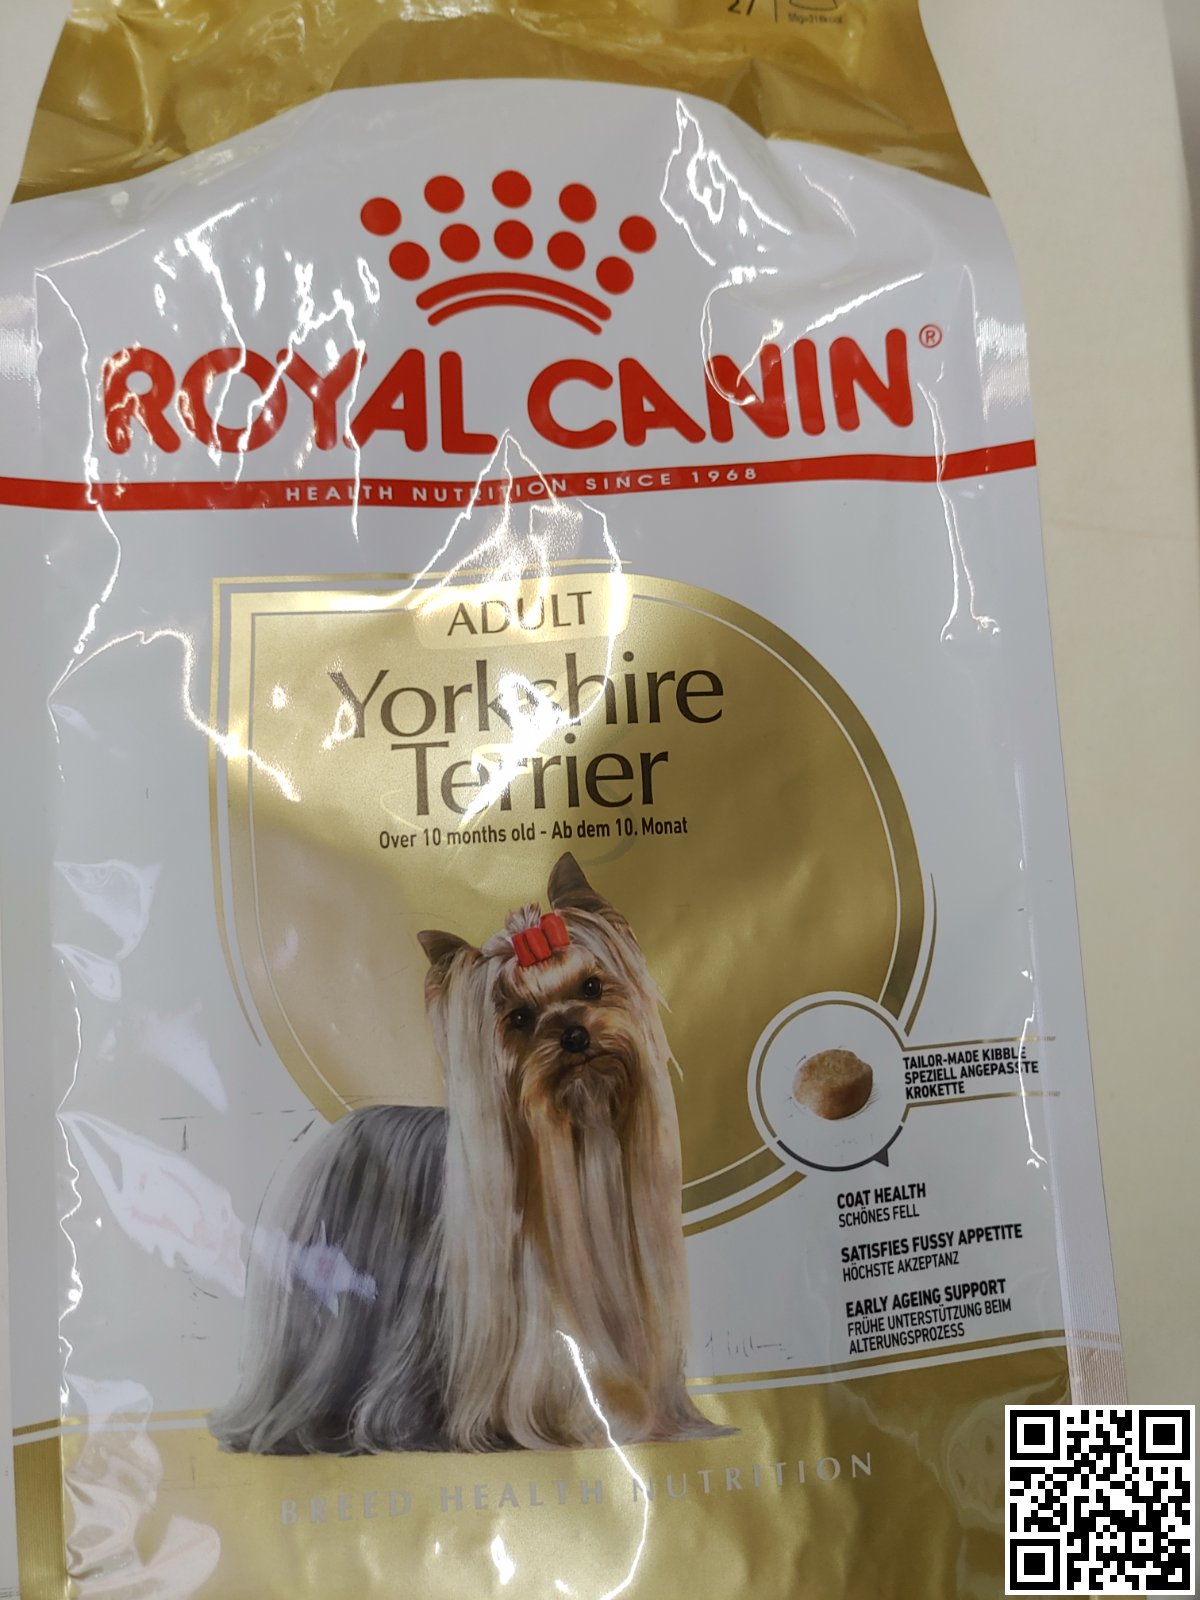 27
ROYAL CANIN®
HEALTH NUTRITION SINCE 1968
ADULT
Yorkshire
Terrier
Over 10 months old - Ab dem 10. Monat
TAILOR-MADE KIBBLE
SPEZIELL ANGEPASSTE
KROKETTE
COAT HEALTH
SCHÖNES FELL
SATISFIES FUSSY APPETITE
HÖCHSTE AKZEPTANZ
EARLY AGEING SUPPORT
FRÜHE UNTERSTÜTZUNG BEIM
ALTERUNGSPROZESS
BREED HEALTH NUTRITION